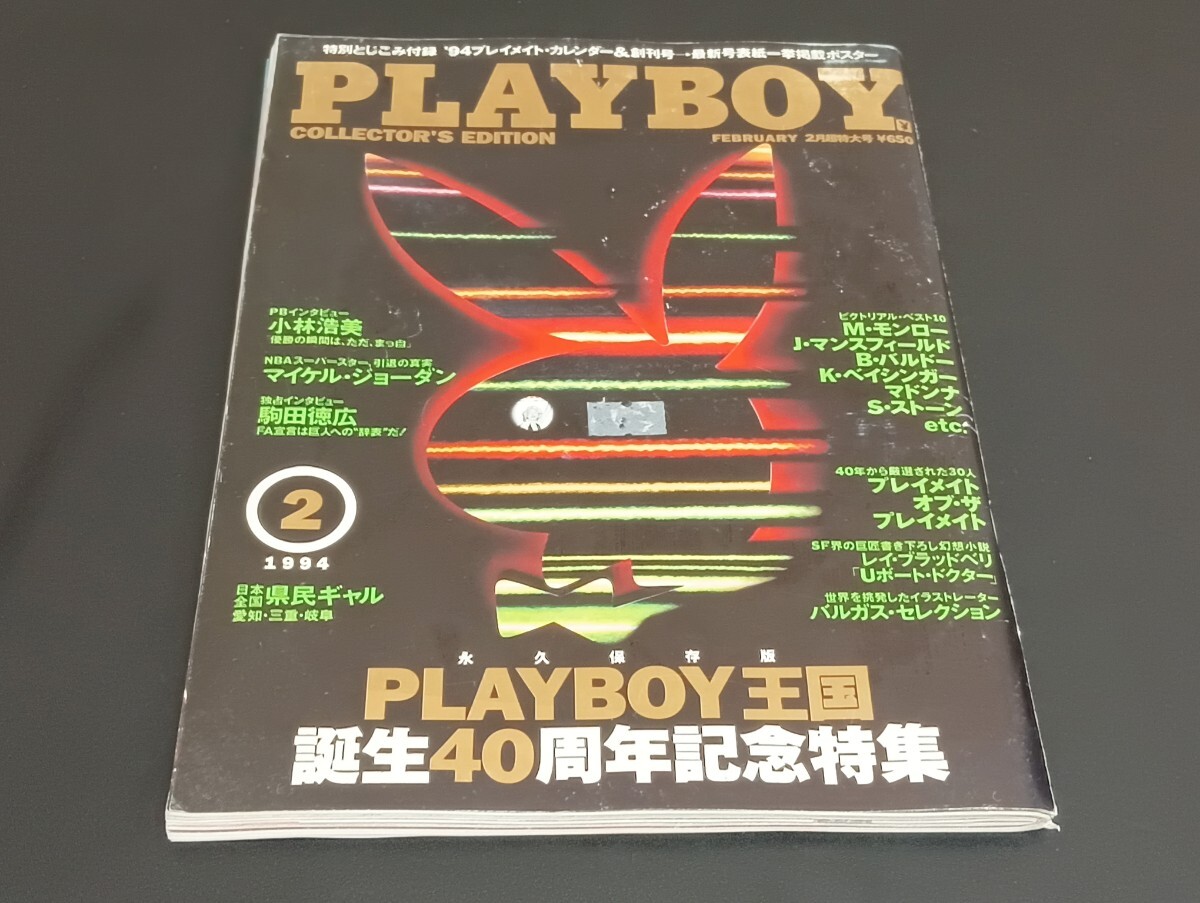 特別とじこみ付録 '94プレイメイト・カレンダー&創刊号→最新号表紙一挙掲載ポスター
PLAYBOY
COLLECTOR'S EDITION
FEBRUARY 2月超特大号 ¥650
PBインタビュー
小林浩美
「優勝の瞬間は、ただ、まっ白」
NBAスーパースター、引退の真実
マイケル・ジョーダン
独占インタビュー
駒田徳広
FA宣言は巨人への"辞表"だ!
2
1994
日本全国 県民ギャル
愛知・三重・岐阜
ピクトリアル・ベスト10
M・モンロー
J・マンスフィールド
B・バルドー
K・ベイシンガー
マドンナ
S・ストーン
etc.
40年から厳選された30人
プレイメイト
オブ・ザ
プレイメイト
SF界の巨匠書き下ろし幻想小説
レイ・ブラッドベリ
「Uボート・ドクター」
世界を挑発したイラストレーター
バルガス・セレクション
永久保存版
PLAYBOY王国
誕生40周年記念特集